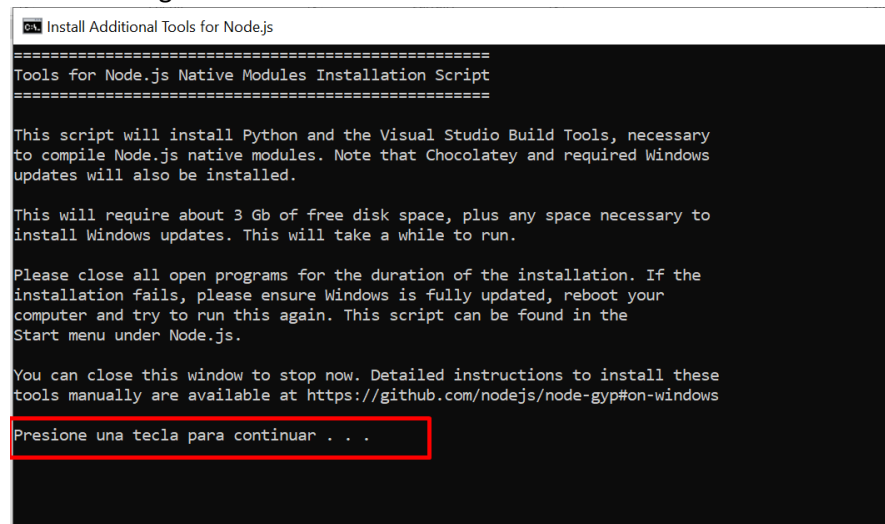 Install Additional Tools for Node.js
====================================================
Tools for Node.js Native Modules Installation Script
====================================================
This script will install Python and the Visual Studio Build Tools, necessary
to compile Node.js native modules. Note that Chocolatey and required Windows
updates will also be installed.
This will require about 3 Gb of free disk space, plus any space necessary to
install Windows updates. This will take a while to run.
Please close all open programs for the duration of the installation. If the
installation fails, please ensure Windows is fully updated, reboot your
computer and try to run this again. This script can be found in the
Start menu under Node.js.
You can close this window to stop now. Detailed instructions to install these
tools manually are available at https://github.com/nodejs/node-gyp#on-windows
Presione una tecla para continuar . . .